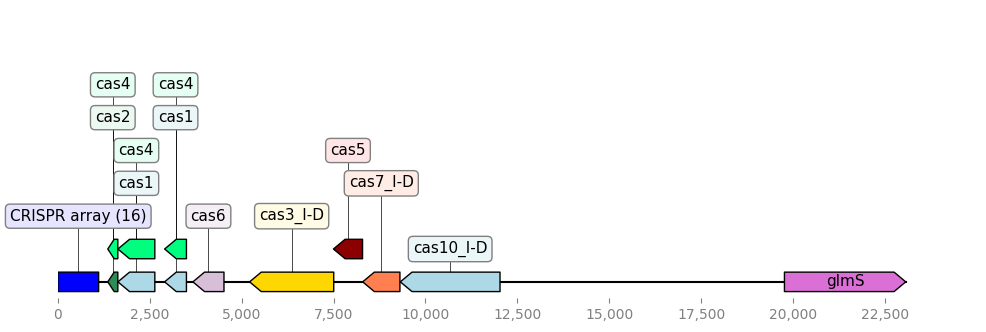 cas4 cas4
cas2 cas1
cas4 cas5
cas1 cas7_I-D
CRISPR array (16) cas6 cas3_I-D
cas10_I-D
glmS
0 2,500 5,000 7,500 10,000 12,500 15,000 17,500 20,000 22,500